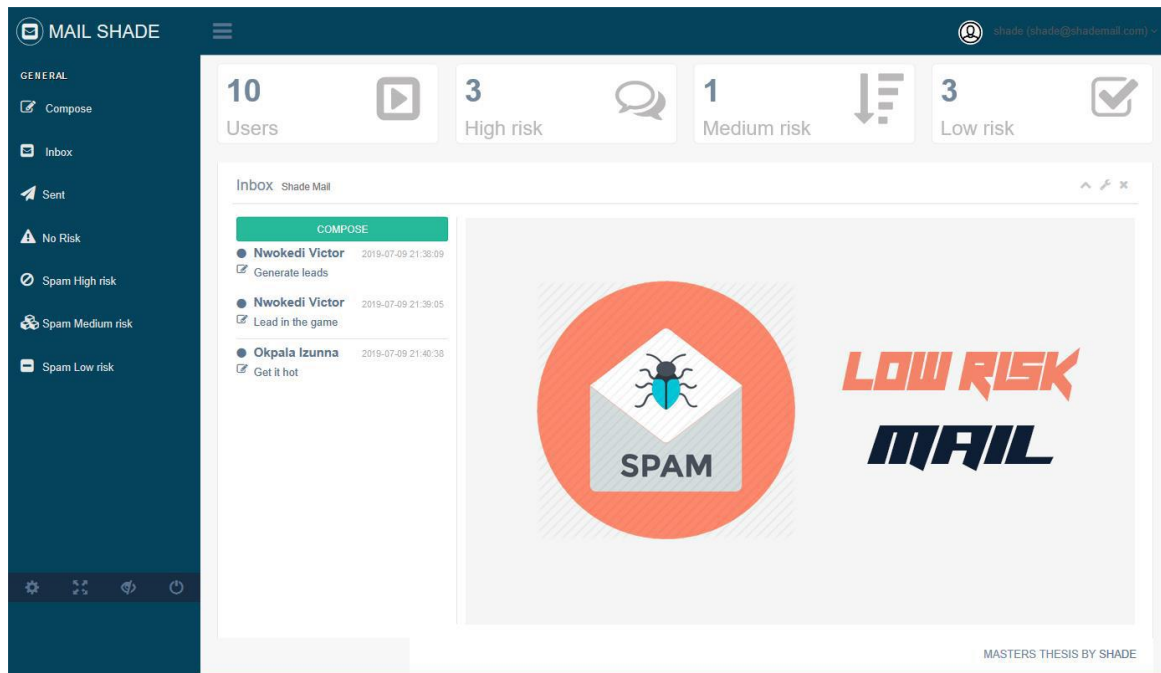 MAIL SHADE
shade (shade@shademail.com)
GENERAL
Compose
Inbox
Sent
No Risk
Spam High risk
Spam Medium risk
Spam Low risk
10
Users
3
High risk
1
Medium risk
3
Low risk
Inbox Shade Mail
COMPOSE
Nwokedi Victor 2019-07-09 21:38:09
Generate leads
Nwokedi Victor 2019-07-09 21:39:05
Lead in the game
Okpala Izunna 2019-07-09 21:40:38
Get it hot
SPAM
LOW RISK
MAIL
MASTERS THESIS BY SHADE